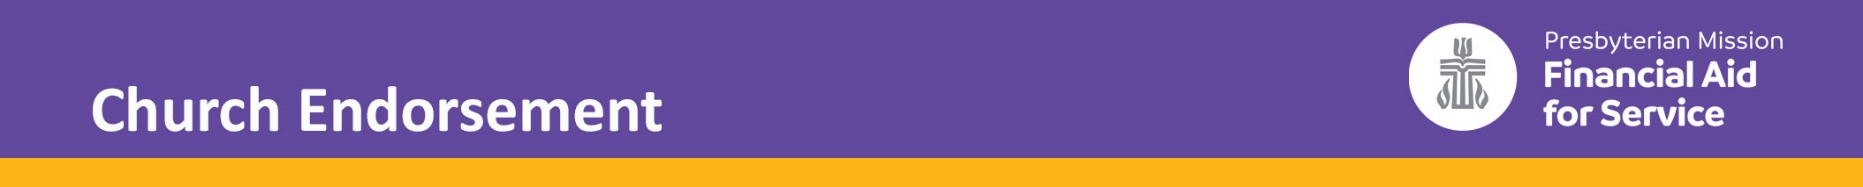 Church Endorsement
Presbyterian Mission
Financial Aid
for Service